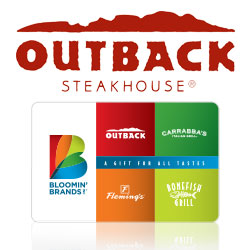 OUTBACK
STEAKHOUSE®
OUTBACK
CARRABBA'S
ITALIAN GRILL
A GIFT FOR ALL TASTES
BLOOMIN'
BRANDS
Fleming's
BONEFISH
GRILL